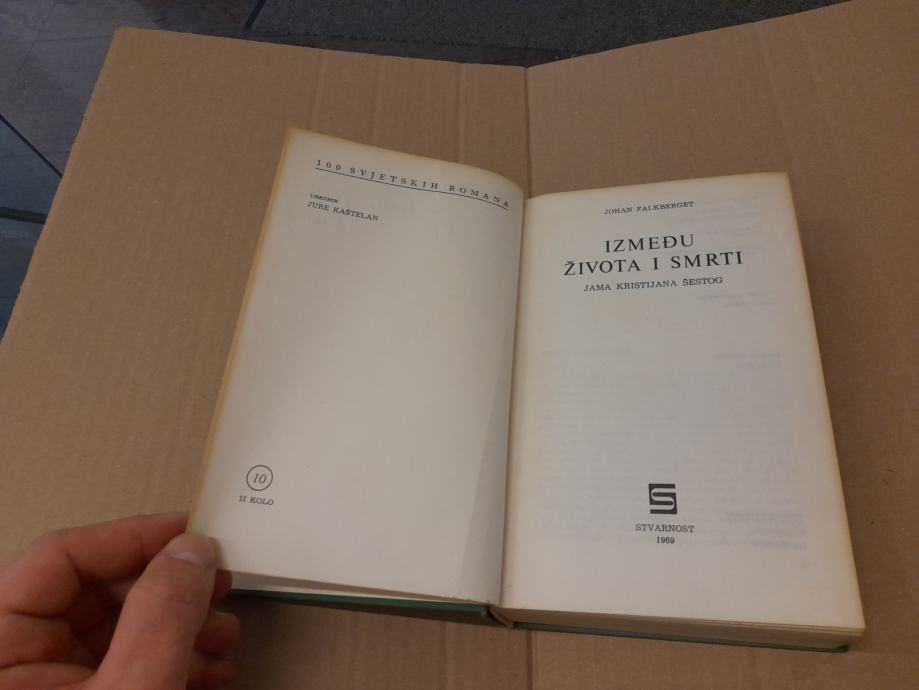 100 SVJETSKIH ROMANA
UREDNIK
JURE KAŠTELAN
10
II KOLO
JOHAN FALKBERGET
IZMEĐU
ŽIVOTA I SMRTI
JAMA KRISTIJANA ŠESTOG
STVARNOST
1969